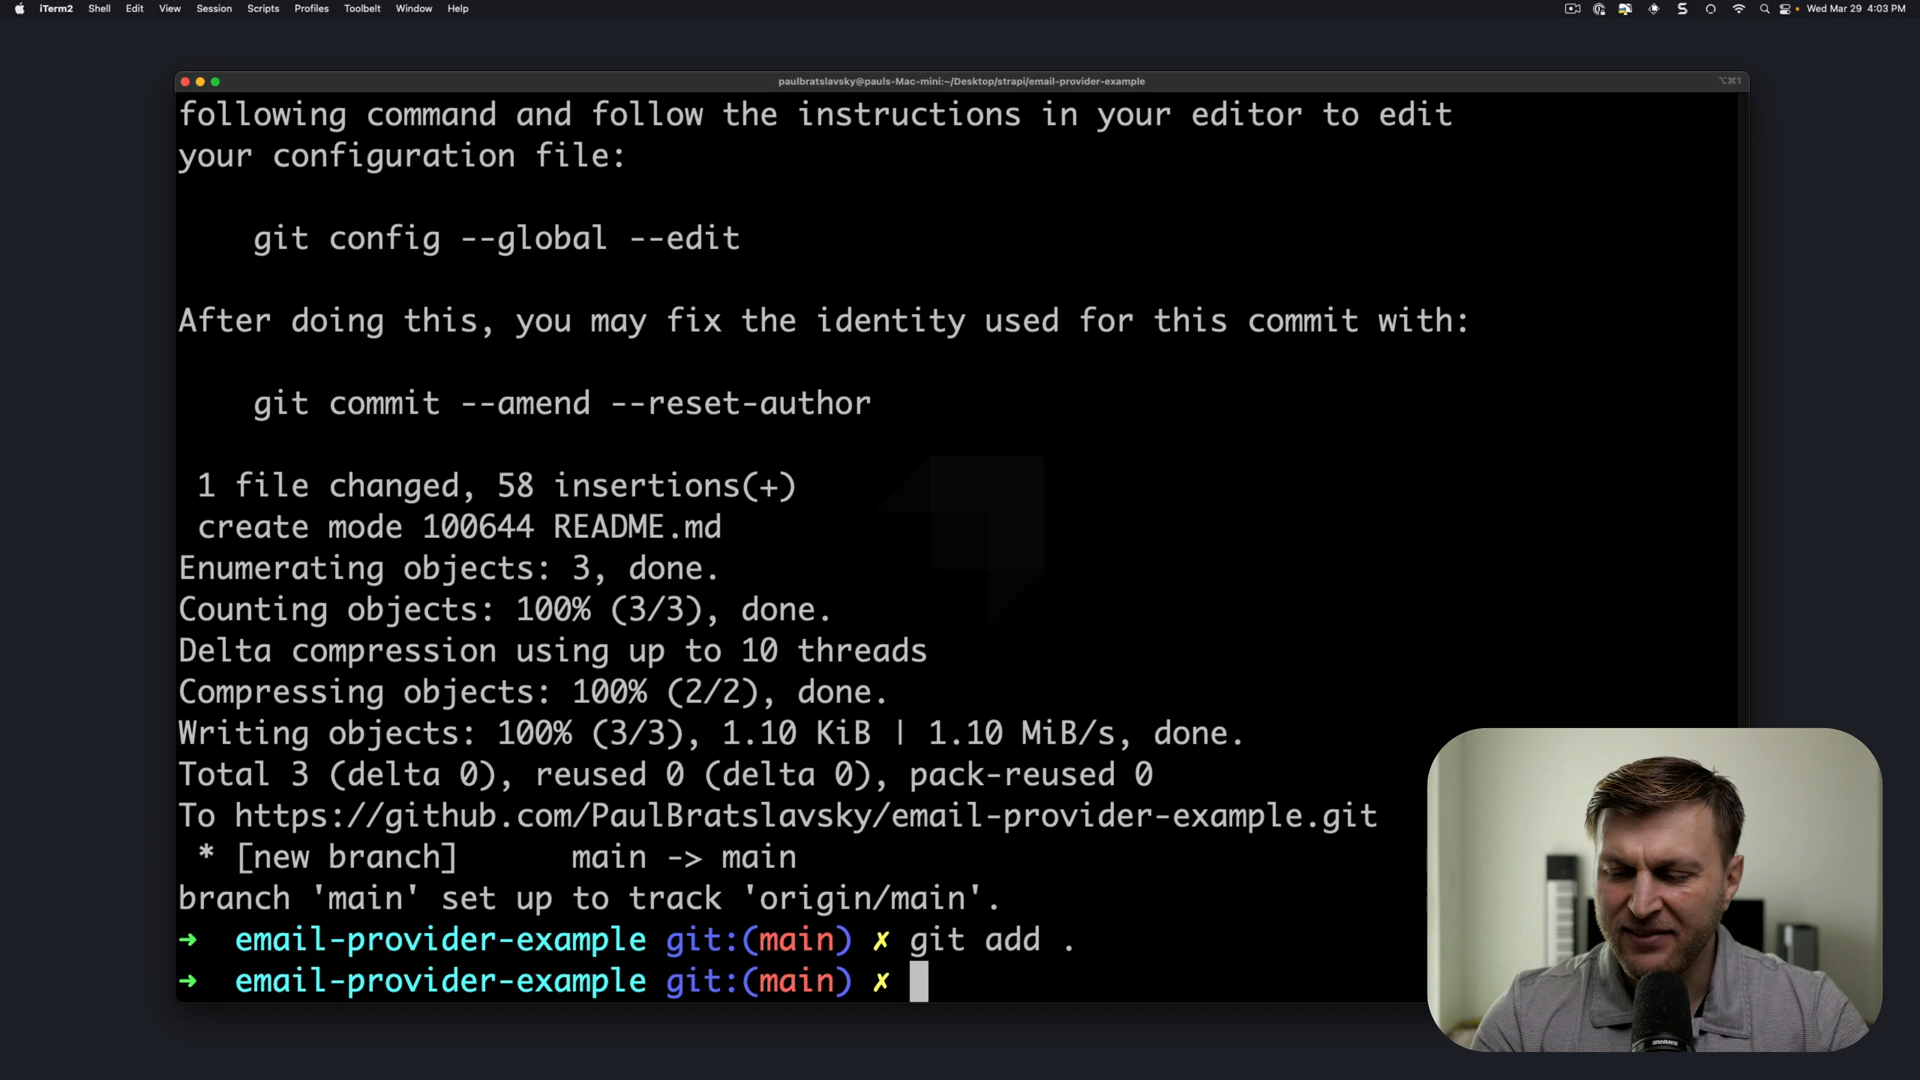 iTerm2 Shell Edit View Session Scripts Profiles Toolbelt Window Help Wed Mar 29 4:03 PM
paulbratslavsky@pauls-Mac-mini:~/Desktop/strapi/email-provider-example ⌥⌘1
following command and follow the instructions in your editor to edit
your configuration file:
git config --global --edit
After doing this, you may fix the identity used for this commit with:
git commit --amend --reset-author
1 file changed, 58 insertions(+)
create mode 100644 README.md
Enumerating objects: 3, done.
Counting objects: 100% (3/3), done.
Delta compression using up to 10 threads
Compressing objects: 100% (2/2), done.
Writing objects: 100% (3/3), 1.10 KiB | 1.10 MiB/s, done.
Total 3 (delta 0), reused 0 (delta 0), pack-reused 0
To https://github.com/PaulBratslavsky/email-provider-example.git
* [new branch] main -> main
branch 'main' set up to track 'origin/main'.
➜ email-provider-example git:(main) ✗ git add .
➜ email-provider-example git:(main) ✗